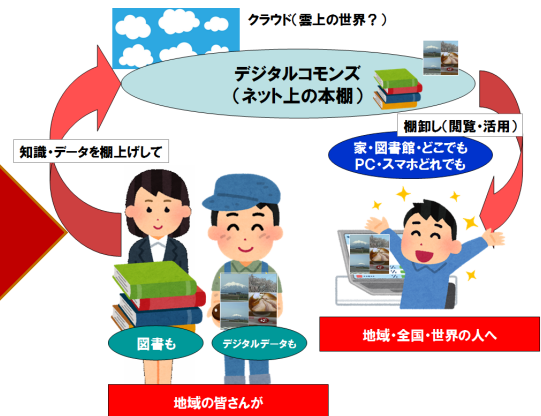 クラウド（雲上の世界？）
デジタルコモンズ
（ネット上の本棚）
棚卸し（閲覧・活用）
知識・データを棚上げして
家・図書館・どこでも
PC・スマホどれでも
図書も
デジタルデータも
地域・全国・世界の人へ
地域の皆さんが